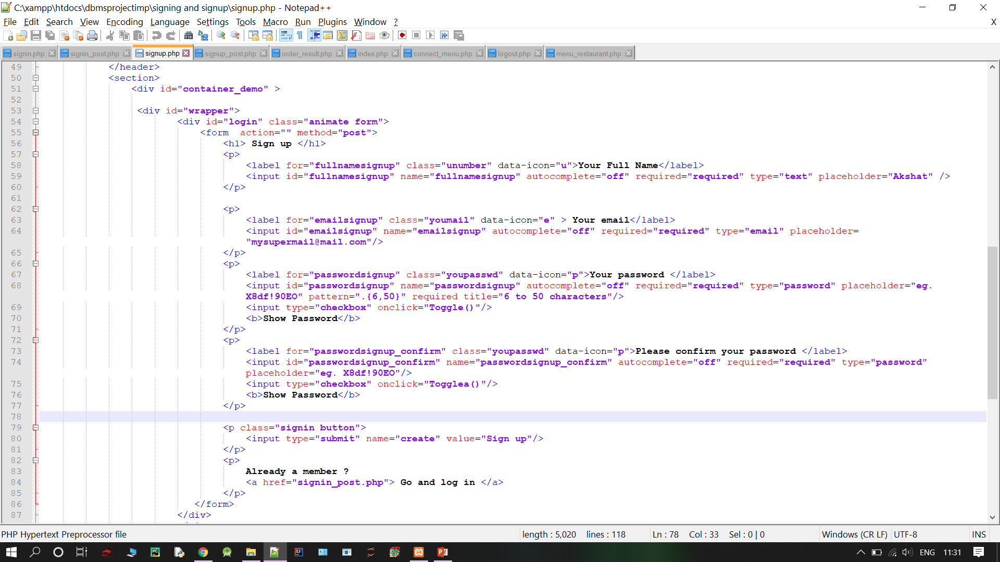 C:\xampp\htdocs\dbmsprojectimp\signing and signup\signup.php - Notepad++
File Edit Search View Encoding Language Settings Tools Macro Run Plugins Window ? X
signin.php signin_post.php signup.php signup_post.php order_result.php index.php connect_menu.php logout.php menu_restaurant.php
49 </header>
50 <section>
51 <div id="container_demo" >
52
53 <div id="wrapper">
54 <div id="login" class="animate form">
55 <form  action="" method="post">
56 <h1> Sign up </h1>
57 <p>
58 <label for="fullnamesignup" class="unumber" data-icon="u">Your Full Name</label>
59 <input id="fullnamesignup" name="fullnamesignup" autocomplete="off" required="required" type="text" placeholder="Akshat" />
60 </p>
61
62 <p>
63 <label for="emailsignup" class="youmail" data-icon="e" > Your email</label>
64 <input id="emailsignup" name="emailsignup" autocomplete="off" required="required" type="email" placeholder=
"mysupermail@mail.com"/>
65 </p>
66 <p>
67 <label for="passwordsignup" class="youpasswd" data-icon="p">Your password </label>
68 <input id="passwordsignup" name="passwordsignup" autocomplete="off" required="required" type="password" placeholder="eg.
X8df!90EO" pattern=".{6,50}" required title="6 to 50 characters"/>
69 <input type="checkbox" onclick="Toggle()"/>
70 <b>Show Password</b>
71 </p>
72 <p>
73 <label for="passwordsignup_confirm" class="youpasswd" data-icon="p">Please confirm your password </label>
74 <input id="passwordsignup_confirm" name="passwordsignup_confirm" autocomplete="off" required="required" type="password"
placeholder="eg. X8df!90EO"/>
75 <input type="checkbox" onclick="Togglea()"/>
76 <b>Show Password</b>
77 </p>
78
79 <p class="signin button">
80 <input type="submit" name="create" value="Sign up"/>
81 </p>
82 <p>
83 Already a member ?
84 <a href="signin_post.php"> Go and log in </a>
85 </p>
86 </form>
87 </div>
PHP Hypertext Preprocessor file length : 5,020 lines : 118 Ln : 78 Col : 33 Sel : 0 | 0 Windows (CR LF) UTF-8 INS
ENG 11:31